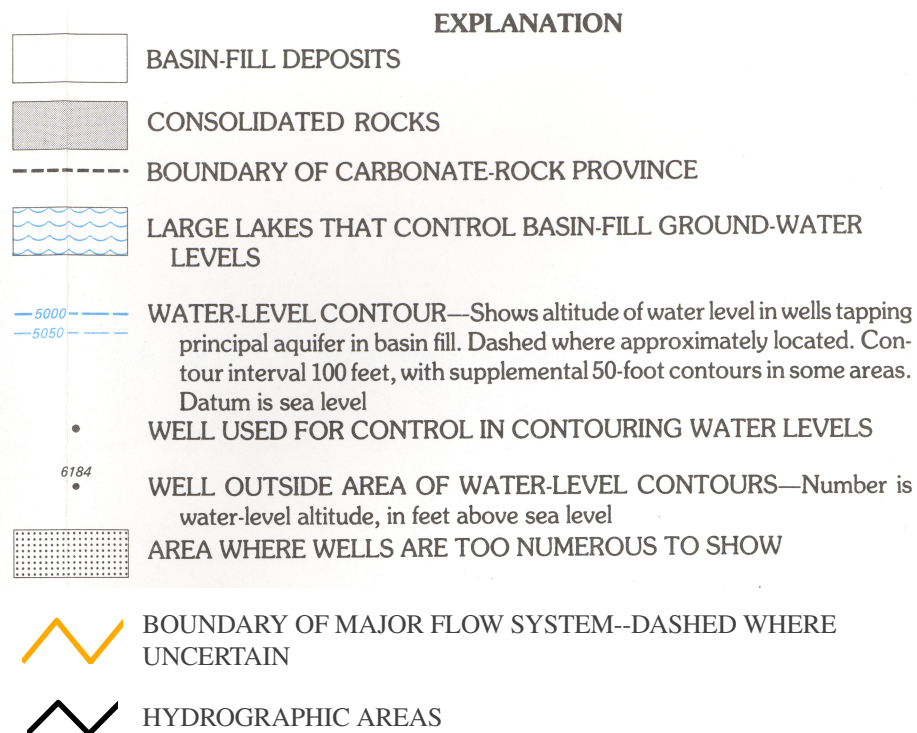 EXPLANATION
BASIN-FILL DEPOSITS
CONSOLIDATED ROCKS
BOUNDARY OF CARBONATE-ROCK PROVINCE
LARGE LAKES THAT CONTROL BASIN-FILL GROUND-WATER
LEVELS
5000
5050
WATER-LEVEL CONTOUR—Shows altitude of water level in wells tapping
principal aquifer in basin fill. Dashed where approximately located. Con-
tour interval 100 feet, with supplemental 50-foot contours in some areas.
Datum is sea level
WELL USED FOR CONTROL IN CONTOURING WATER LEVELS
6184
WELL OUTSIDE AREA OF WATER-LEVEL CONTOURS—Number is
water-level altitude, in feet above sea level
AREA WHERE WELLS ARE TOO NUMEROUS TO SHOW
BOUNDARY OF MAJOR FLOW SYSTEM--DASHED WHERE
UNCERTAIN
HYDROGRAPHIC AREAS